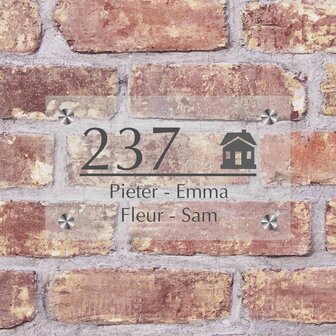 237
Pieter - Emma
Fleur - Sam